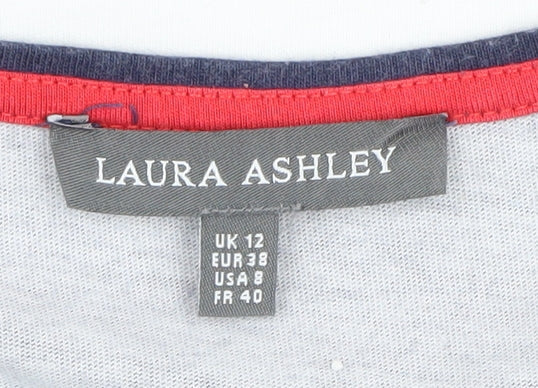 LAURA ASHLEY
UK 12
EUR 38
USA 8
FR 40